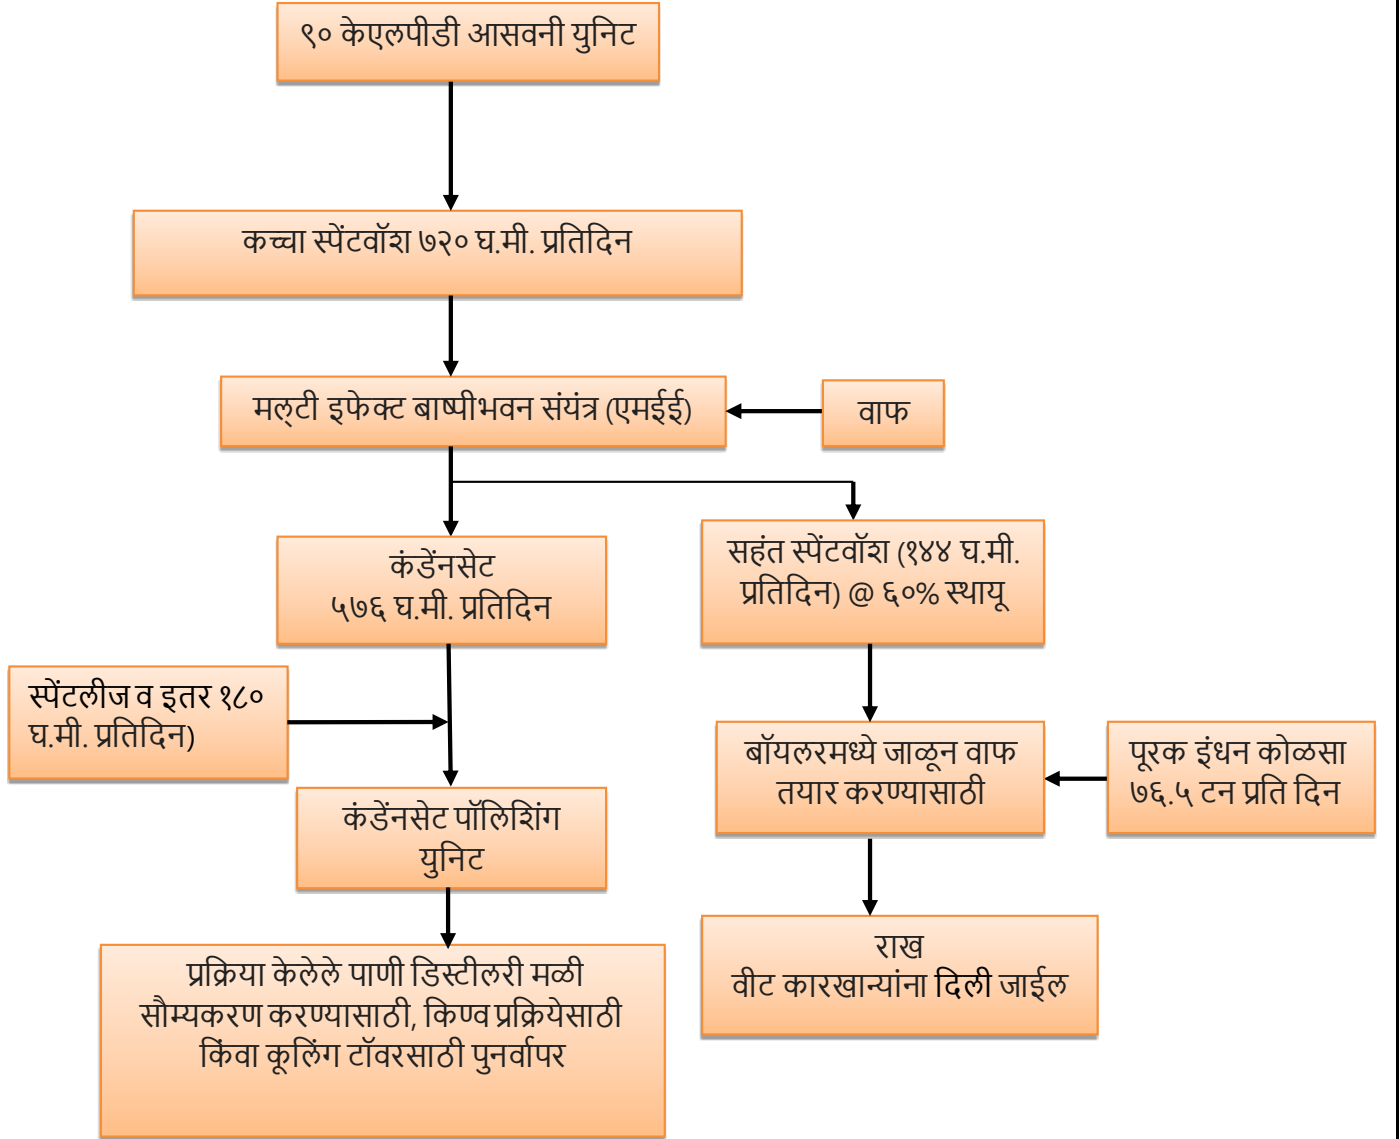 ९० केएलपीडी आसवनी युनिट
कच्चा स्पेंटवॉश ७२० घ.मी. प्रतिदिन
मल्टी इफेक्ट बाष्पीभवन संयंत्र (एमईई)
वाफ
कंडेंनसेट
५७६ घ.मी. प्रतिदिन
सहंत स्पेंटवॉश (१४४ घ.मी.
प्रतिदिन) @ ६०% स्थायू
स्पेंटलीज व इतर १८०
घ.मी. प्रतिदिन)
बॉयलरमध्ये जाळून वाफ
तयार करण्यासाठी
पूरक इंधन कोळसा
७६.५ टन प्रति दिन
कंडेंनसेट पॉलिशिंग
युनिट
राख
वीट कारखान्यांना दिली जाईल
प्रक्रिया केलेले पाणी डिस्टीलरी मळी
सौम्यकरण करण्यासाठी, किण्व प्रक्रियेसाठी
किंवा कूलिंग टॉवरसाठी पुनर्वापर